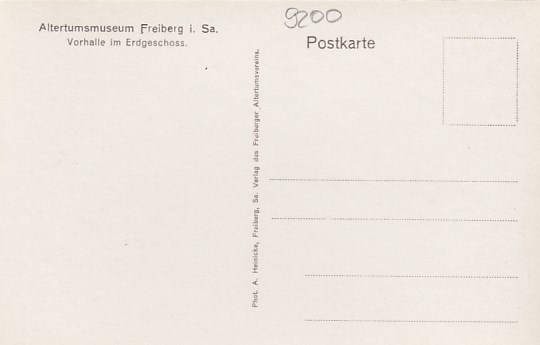 Altertumsmuseum Freiberg i. Sa.
Vorhalle im Erdgeschoss.
9200
Postkarte
Phot. A. Heinicke, Freiberg, Sa. Verlag des Freiberger Altertumsvereins.